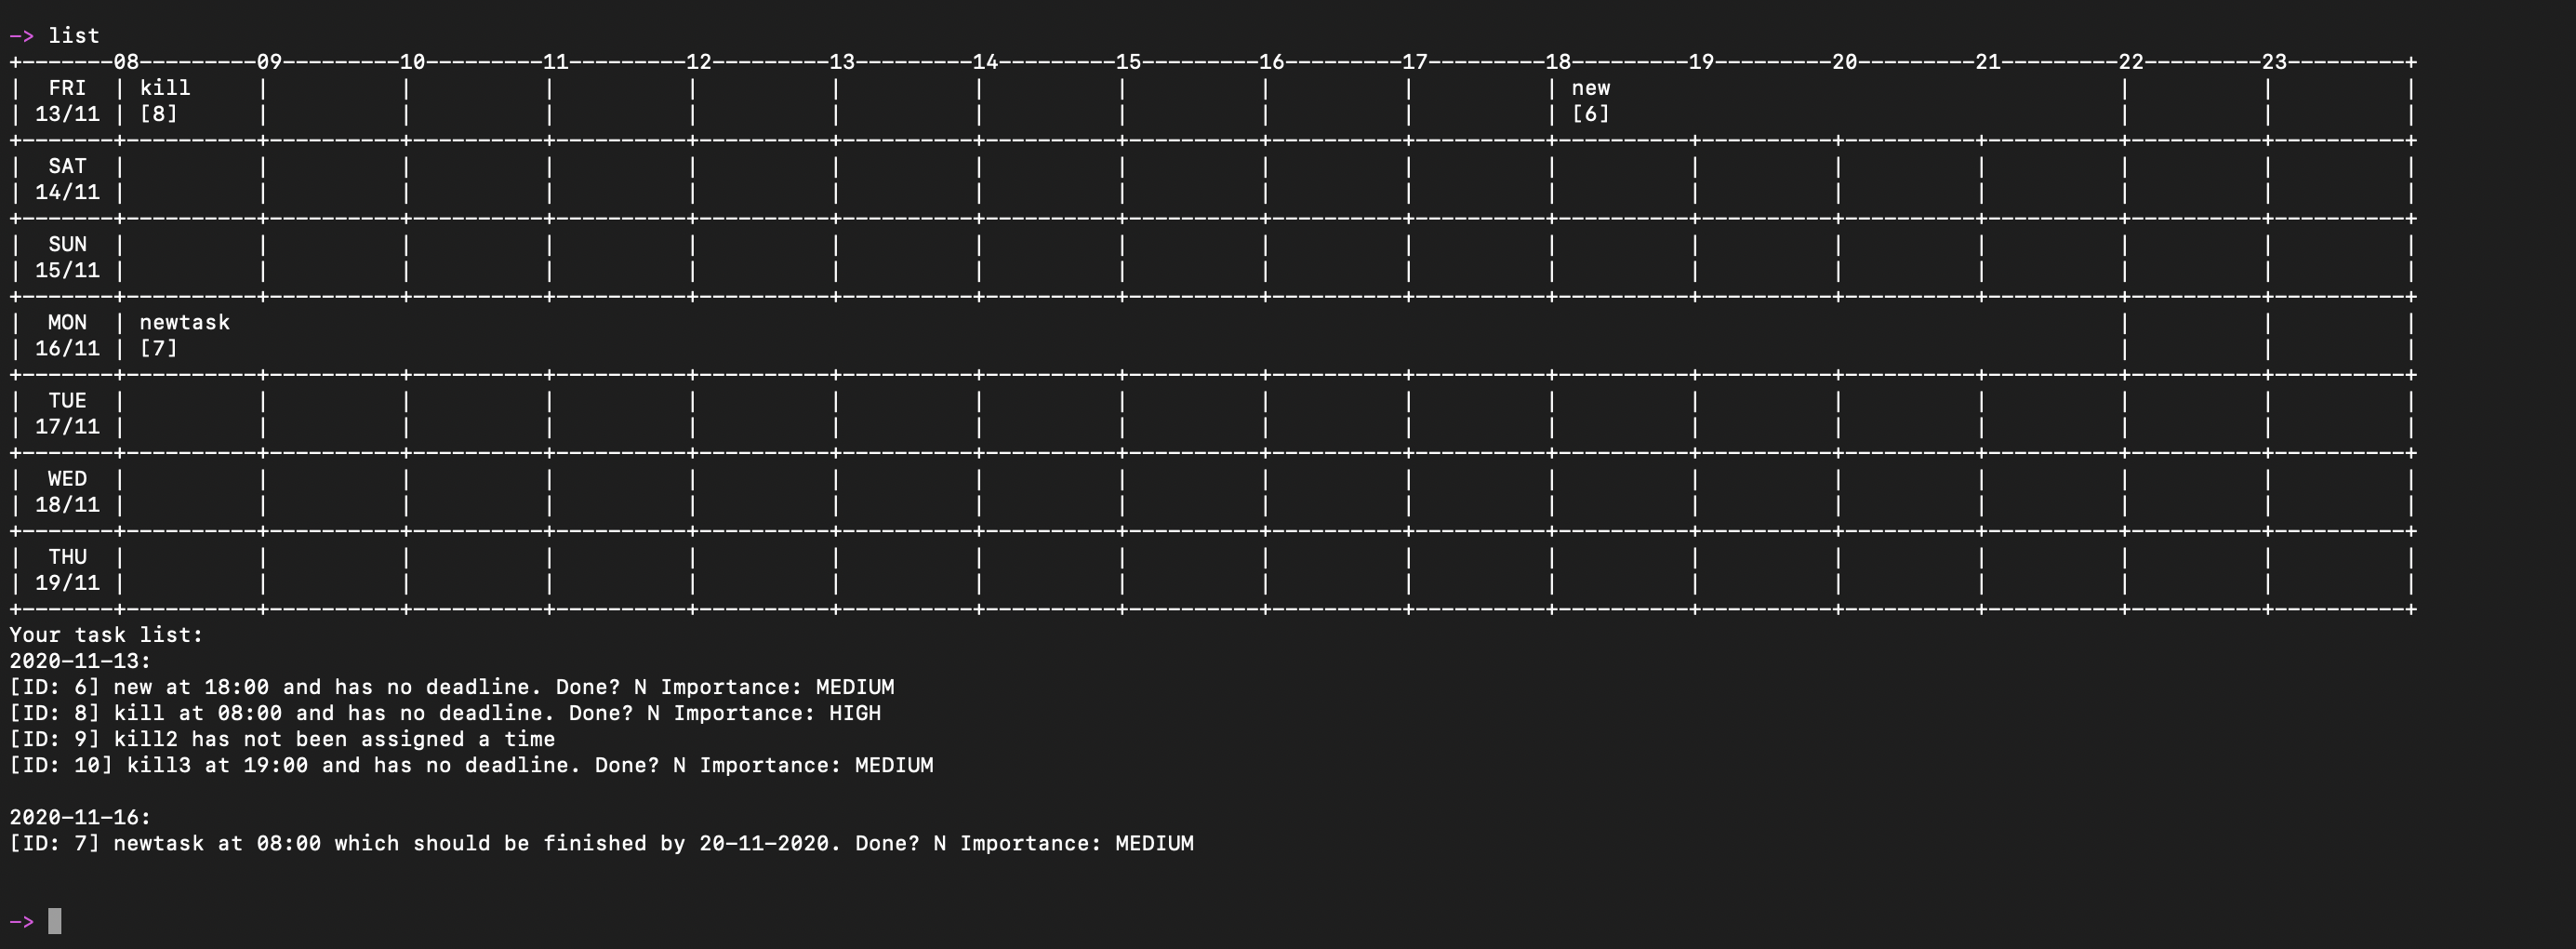 -> list
+-------08---------09---------10---------11---------12---------13---------14---------15---------16---------17---------18---------19---------20---------21---------22---------23---------+
|  FRI  | kill     |          |          |          |          |          |          |          |          | new                                       |          |          |
| 13/11 | [8]      |          |          |          |          |          |          |          |          | [6]                                       |          |          |
+-------+----------+----------+----------+----------+----------+----------+----------+----------+----------+----------+----------+----------+----------+----------+----------+----------+
|  SAT  |          |          |          |          |          |          |          |          |          |          |          |          |          |          |          |          |
| 14/11 |          |          |          |          |          |          |          |          |          |          |          |          |          |          |          |          |
+-------+----------+----------+----------+----------+----------+----------+----------+----------+----------+----------+----------+----------+----------+----------+----------+----------+
|  SUN  |          |          |          |          |          |          |          |          |          |          |          |          |          |          |          |          |
| 15/11 |          |          |          |          |          |          |          |          |          |          |          |          |          |          |          |          |
+-------+----------+----------+----------+----------+----------+----------+----------+----------+----------+----------+----------+----------+----------+----------+----------+----------+
|  MON  | newtask                                                                                                                                                 |          |          |
| 16/11 | [7]                                                                                                                                                     |          |          |
+-------+----------+----------+----------+----------+----------+----------+----------+----------+----------+----------+----------+----------+----------+----------+----------+----------+
|  TUE  |          |          |          |          |          |          |          |          |          |          |          |          |          |          |          |          |
| 17/11 |          |          |          |          |          |          |          |          |          |          |          |          |          |          |          |          |
+-------+----------+----------+----------+----------+----------+----------+----------+----------+----------+----------+----------+----------+----------+----------+----------+----------+
|  WED  |          |          |          |          |          |          |          |          |          |          |          |          |          |          |          |          |
| 18/11 |          |          |          |          |          |          |          |          |          |          |          |          |          |          |          |          |
+-------+----------+----------+----------+----------+----------+----------+----------+----------+----------+----------+----------+----------+----------+----------+----------+----------+
|  THU  |          |          |          |          |          |          |          |          |          |          |          |          |          |          |          |          |
| 19/11 |          |          |          |          |          |          |          |          |          |          |          |          |          |          |          |          |
+-------+----------+----------+----------+----------+----------+----------+----------+----------+----------+----------+----------+----------+----------+----------+----------+----------+
Your task list:
2020-11-13:
[ID: 6] new at 18:00 and has no deadline. Done? N Importance: MEDIUM
[ID: 8] kill at 08:00 and has no deadline. Done? N Importance: HIGH
[ID: 9] kill2 has not been assigned a time
[ID: 10] kill3 at 19:00 and has no deadline. Done? N Importance: MEDIUM
2020-11-16:
[ID: 7] newtask at 08:00 which should be finished by 20-11-2020. Done? N Importance: MEDIUM
->